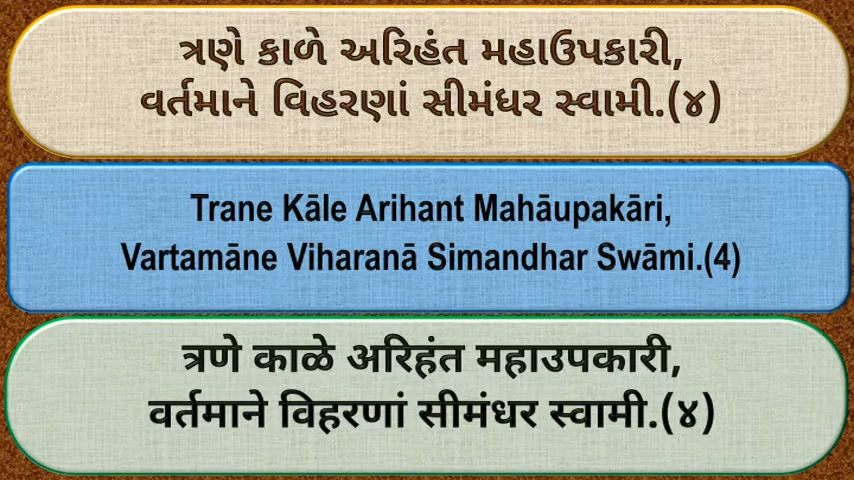 ત્રણે કાળે અરિહંત મહાઉપકારી,
વર્તમાને વિહરણાં સીમંધર સ્વામી.(૪)
Trane Kāle Arihant Mahāupakāri,
Vartamāne Viharanā Simandhar Swāmi.(4)
त्रणे काळे अरिहंत महाउपकारी,
वर्तमाने विहरणां सीमंधर स्वामी.(४)